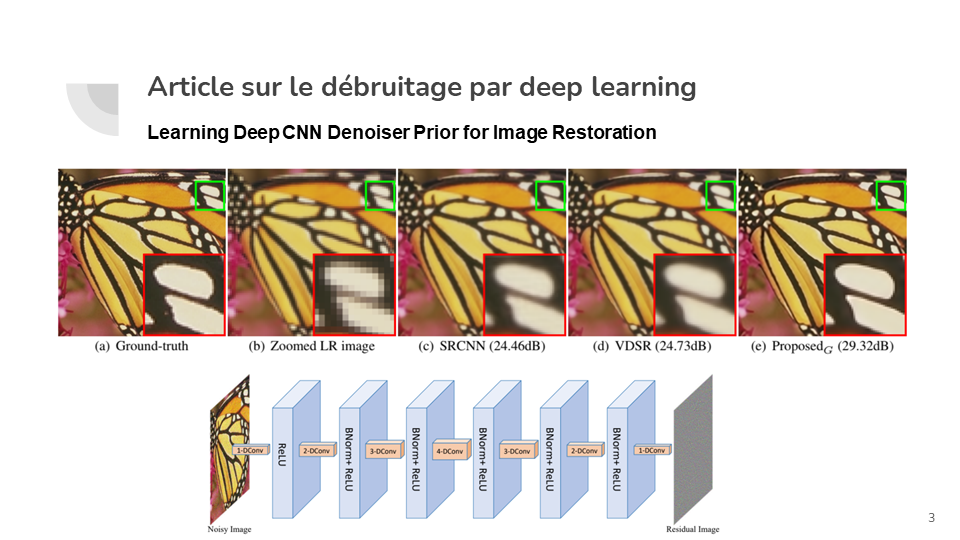 Article sur le débruitage par deep learning
Learning Deep CNN Denoiser Prior for Image Restoration
(a) Ground-truth
(b) Zoomed LR image
(c) SRCNN (24.46dB)
(d) VDSR (24.73dB)
(e) Proposed_G (29.32dB)
1-DConv
ReLU
2-DConv
BNorm+ ReLU
3-DConv
BNorm+ ReLU
4-DConv
BNorm+ ReLU
3-DConv
BNorm+ ReLU
2-DConv
BNorm+ ReLU
1-DConv
Noisy Image
Residual Image
3